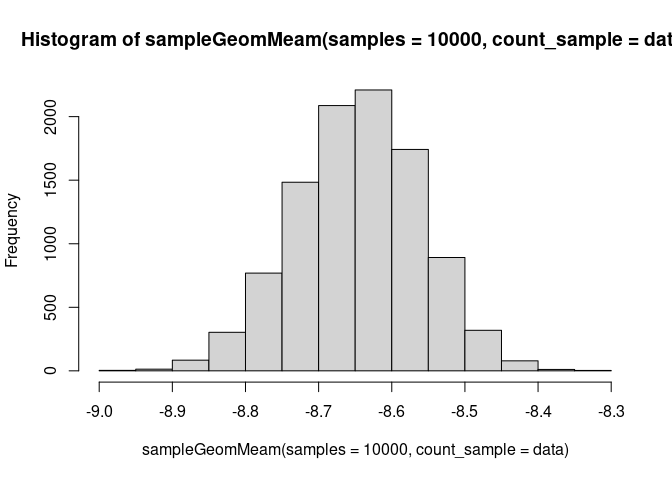 Histogram of sampleGeomMeam(samples = 10000, count_sample = dat
2000
1500
1000
500
0
Frequency
-9.0 -8.9 -8.8 -8.7 -8.6 -8.5 -8.4 -8.3
sampleGeomMeam(samples = 10000, count_sample = data)